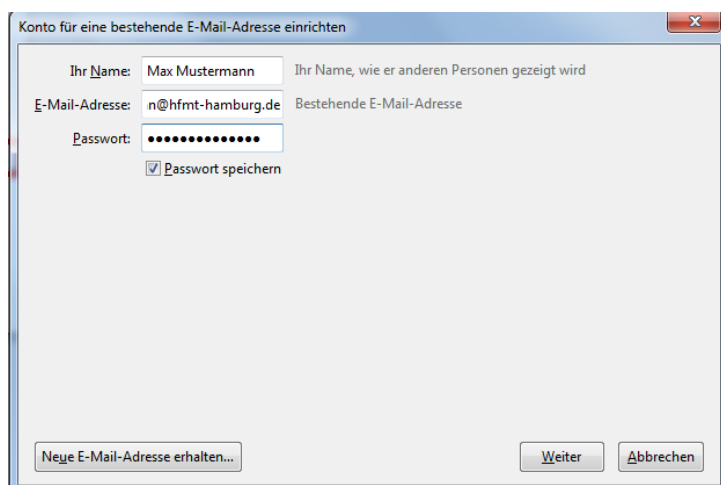 Konto für eine bestehende E-Mail-Adresse einrichten
Ihr Name: Max Mustermann Ihr Name, wie er anderen Personen gezeigt wird
E-Mail-Adresse: n@hfmt-hamburg.de Bestehende E-Mail-Adresse
Passwort: ••••••••••••••
Passwort speichern
Neue E-Mail-Adresse erhalten... Weiter Abbrechen